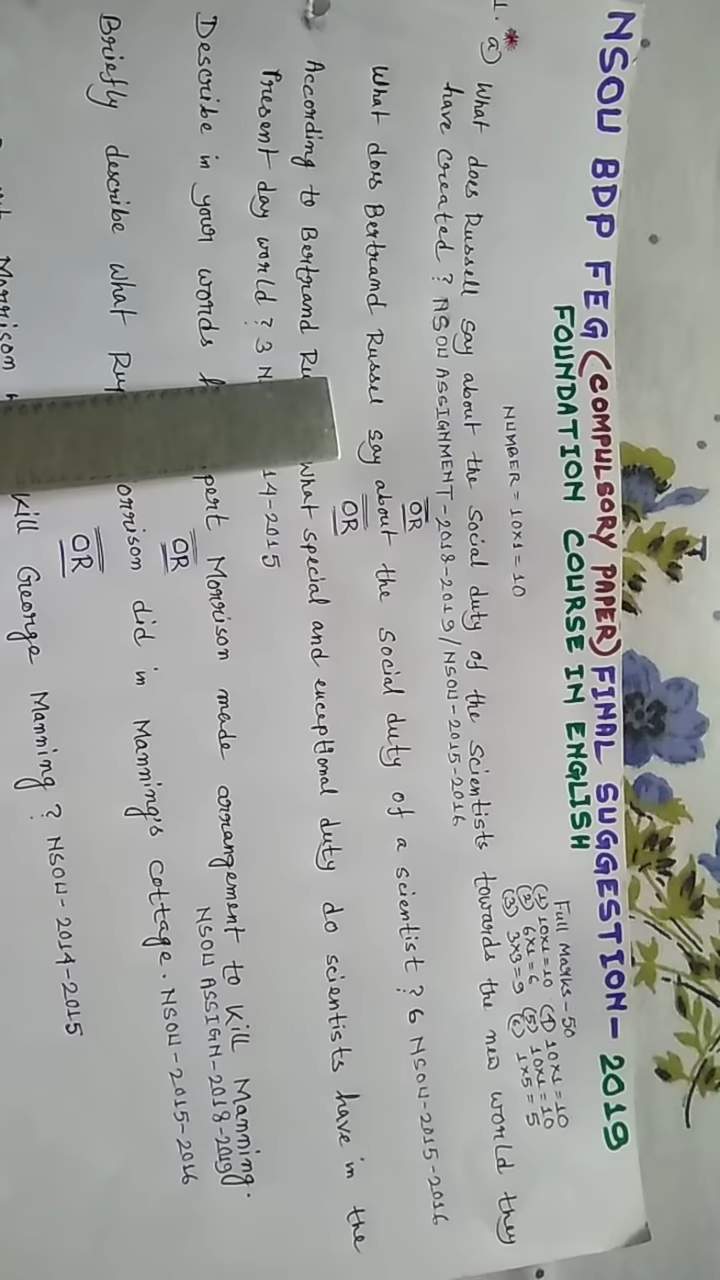 NSOU BDP FEG (COMPULSORY PAPER) FINAL SUGGESTION - 2019
FOUNDATION COURSE IN ENGLISH
Full Marks - 50
NUMBER = 10x1 = 10
(1) 10x1=10 (4) 10x1=10
(2) 6x1=6 (5) 10x1=10
(3) 3x3=9 (6) 1x5=5
1. * a) What does Russell say about the social duty of the scientists towards the new world they
have created? NSOU ASSIGNMENT-2018-2019/NSOU-2015-2016
OR
What does Bertrand Russel say about the social duty of a scientist? 6 NSOU-2015-2016
OR
According to Bertrand what special and exceptional duty do scientists have in the
Present day world? 3 14-2015
Describe in your words Morrison made arrangement to kill Manning.
NSOU ASSIGN-2018-2019
OR
Briefly describe what did in Manning's cottage. NSOU-2015-2016
OR
Morrison kill George Manning? NSOU-2014-2015